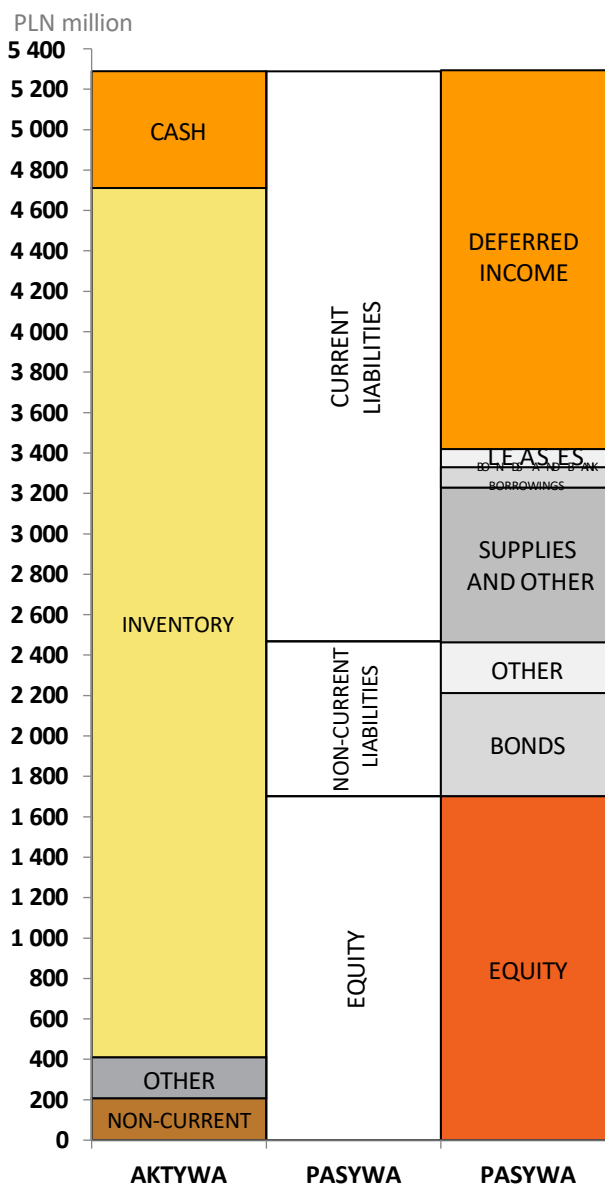 PLN million
5 400
5 200
5 000
4 800
4 600
4 400
4 200
4 000
3 800
3 600
3 400
3 200
3 000
2 800
2 600
2 400
2 200
2 000
1 800
1 600
1 400
1 200
1 000
800
600
400
200
0
CASH
INVENTORY
OTHER
NON-CURRENT
CURRENT
LIABILITIES
NON-CURRENT
LIABILITIES
EQUITY
DEFERRED
INCOME
LEASES
BONDS AND BANK
BORROWINGS
SUPPLIES
AND OTHER
OTHER
BONDS
EQUITY
AKTYWA
PASYWA
PASYWA